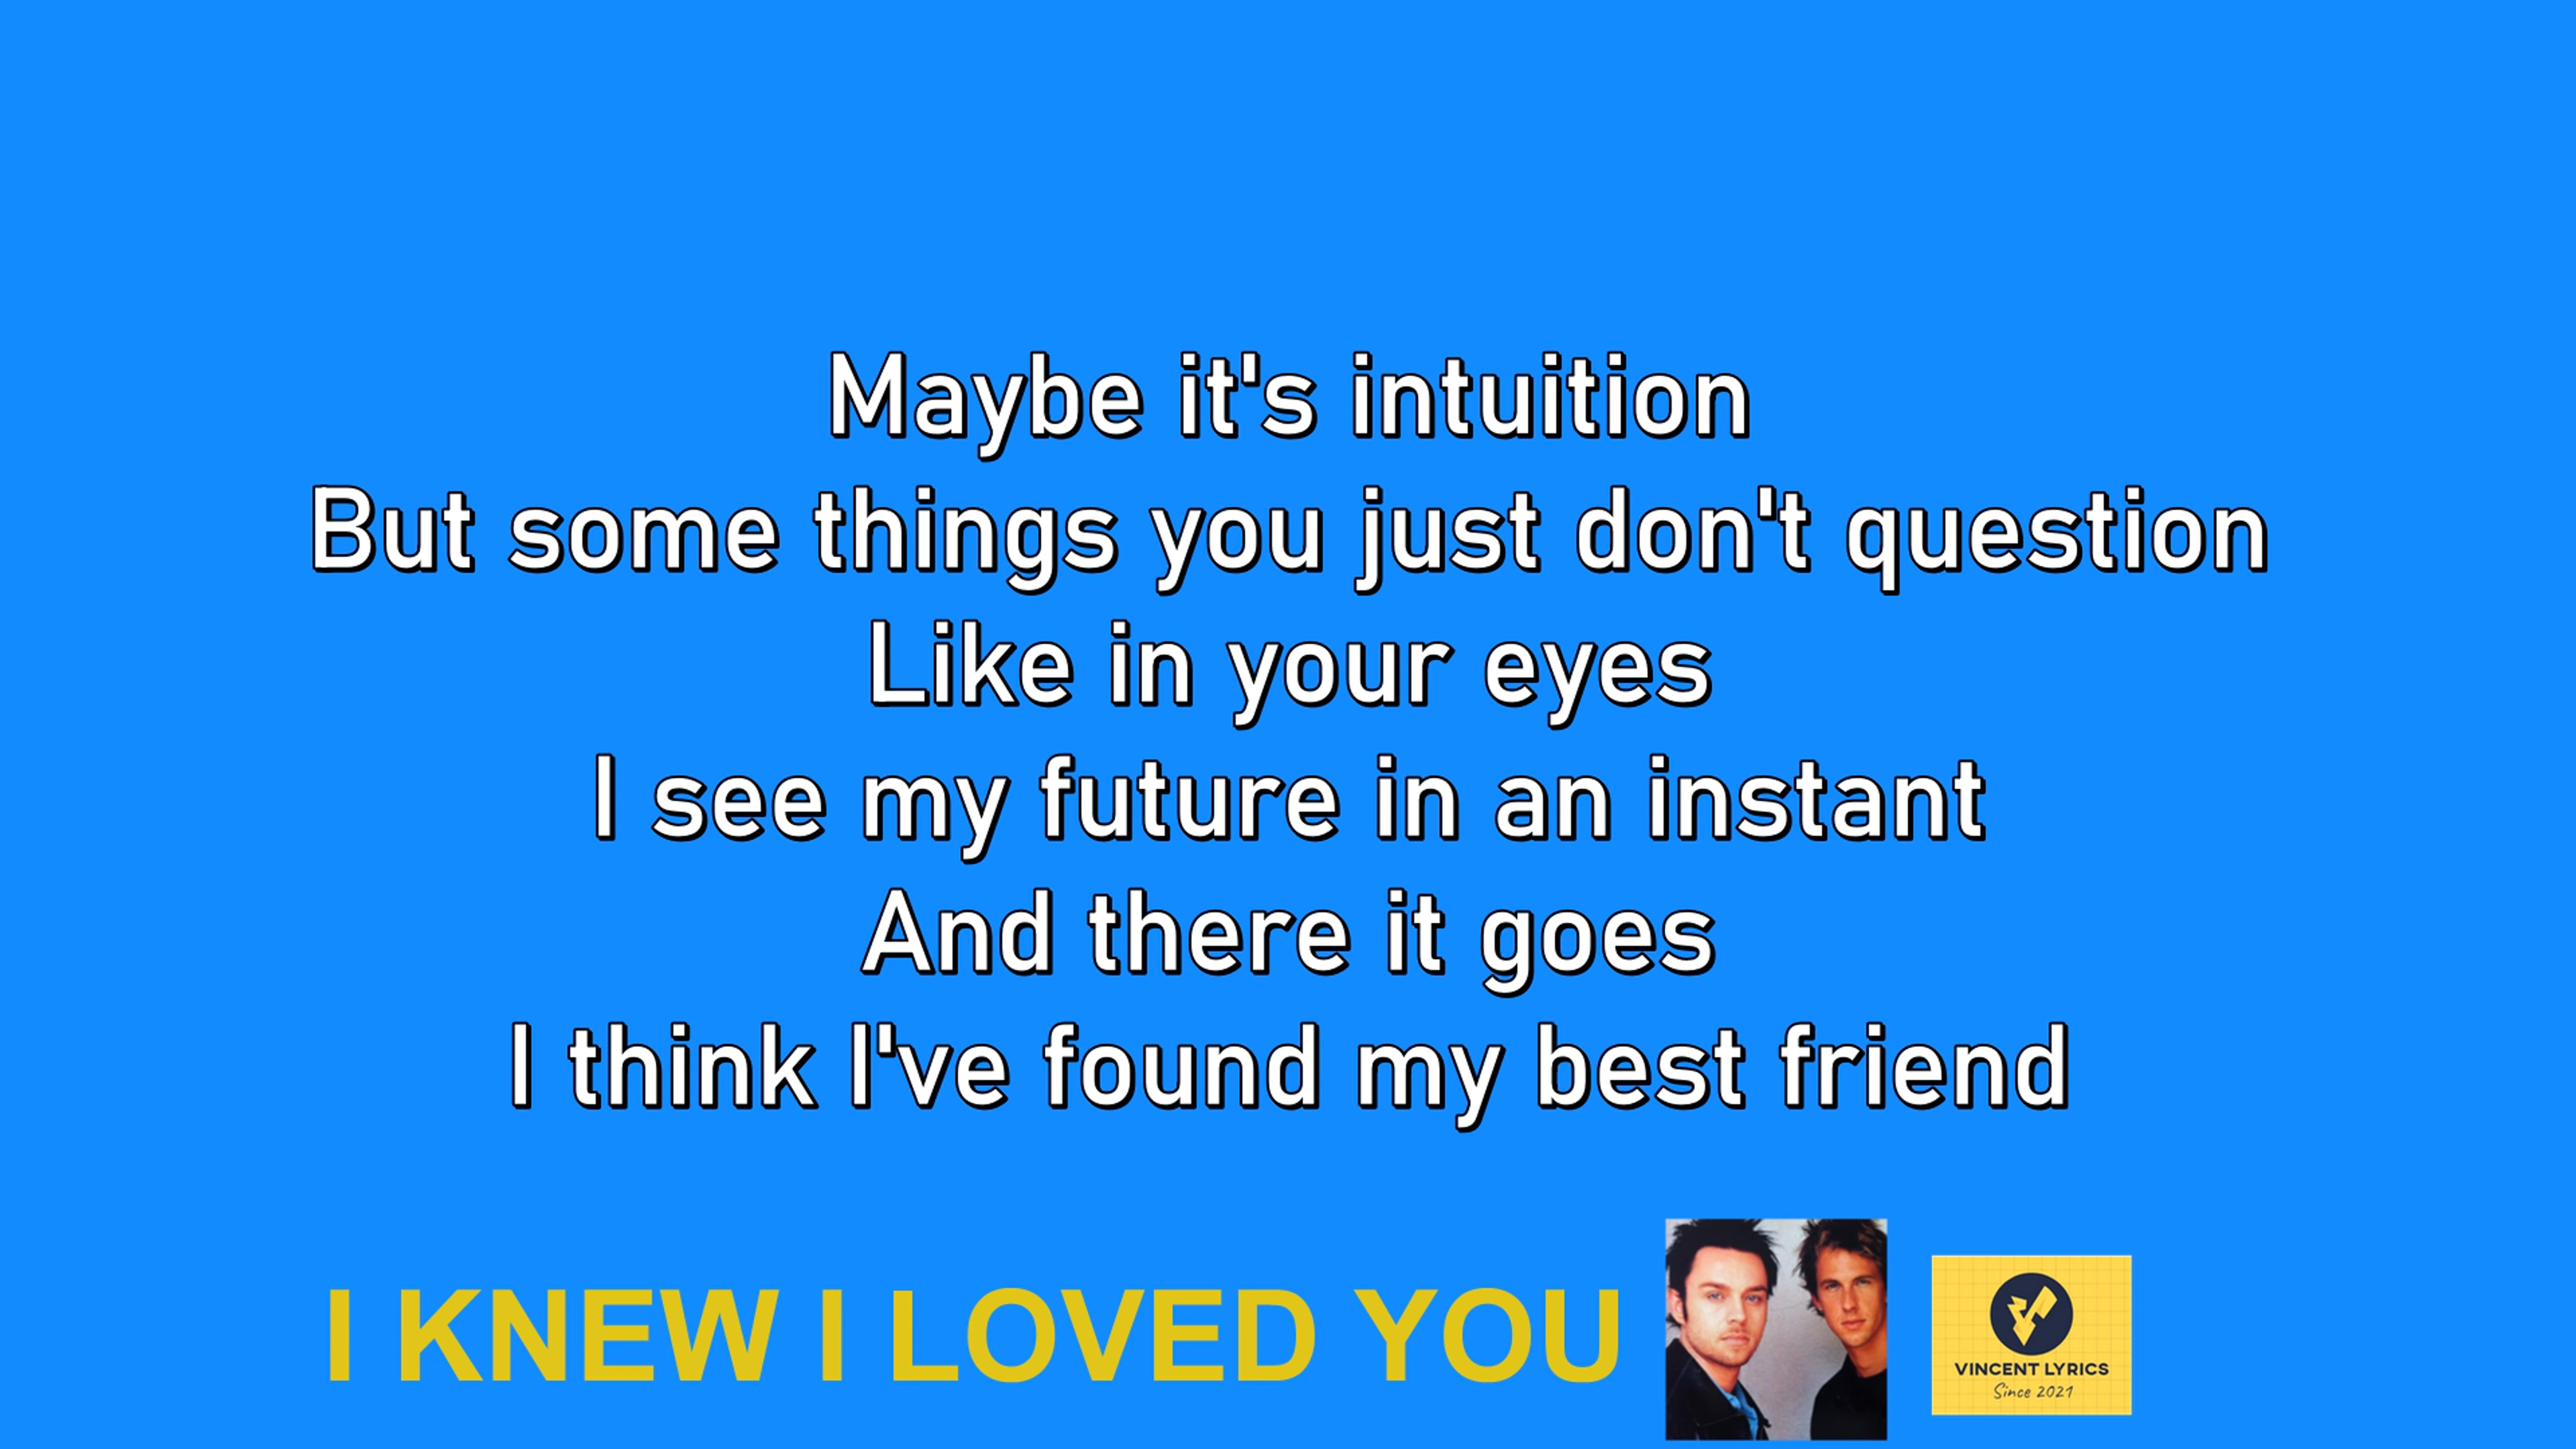 Maybe it's intuition
But some things you just don't question
Like in your eyes
I see my future in an instant
And there it goes
I think I've found my best friend
I KNEW I LOVED YOU
VINCENT LYRICS
Since 2021